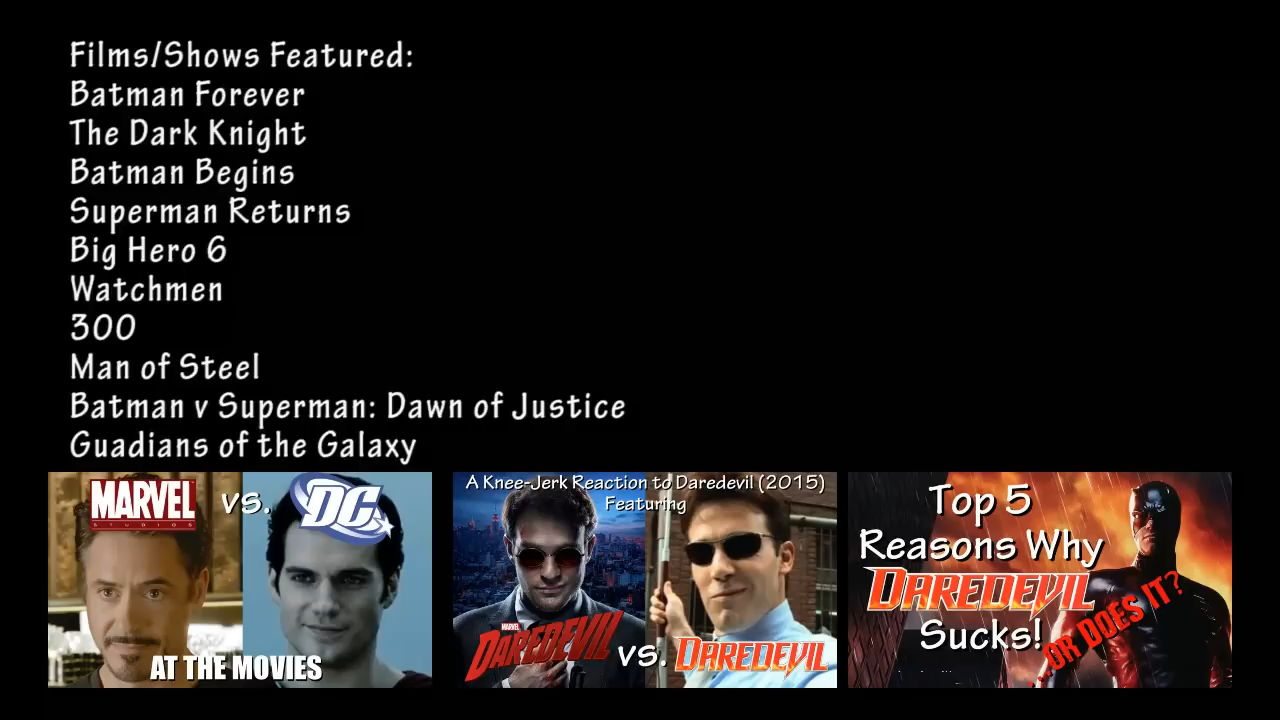 Films/Shows Featured:
Batman Forever
The Dark Knight
Batman Begins
Superman Returns
Big Hero 6
Watchmen
300
Man of Steel
Batman v Superman: Dawn of Justice
Guadians of the Galaxy
MARVEL
STUDIOS
vs.
DC
AT THE MOVIES
A Knee-Jerk Reaction to Daredevil (2015)
Featuring
MARVEL
DAREDEVIL
vs.
DAREDEVIL
Top 5
Reasons Why
DAREDEVIL
Sucks!
...OR DOES IT?